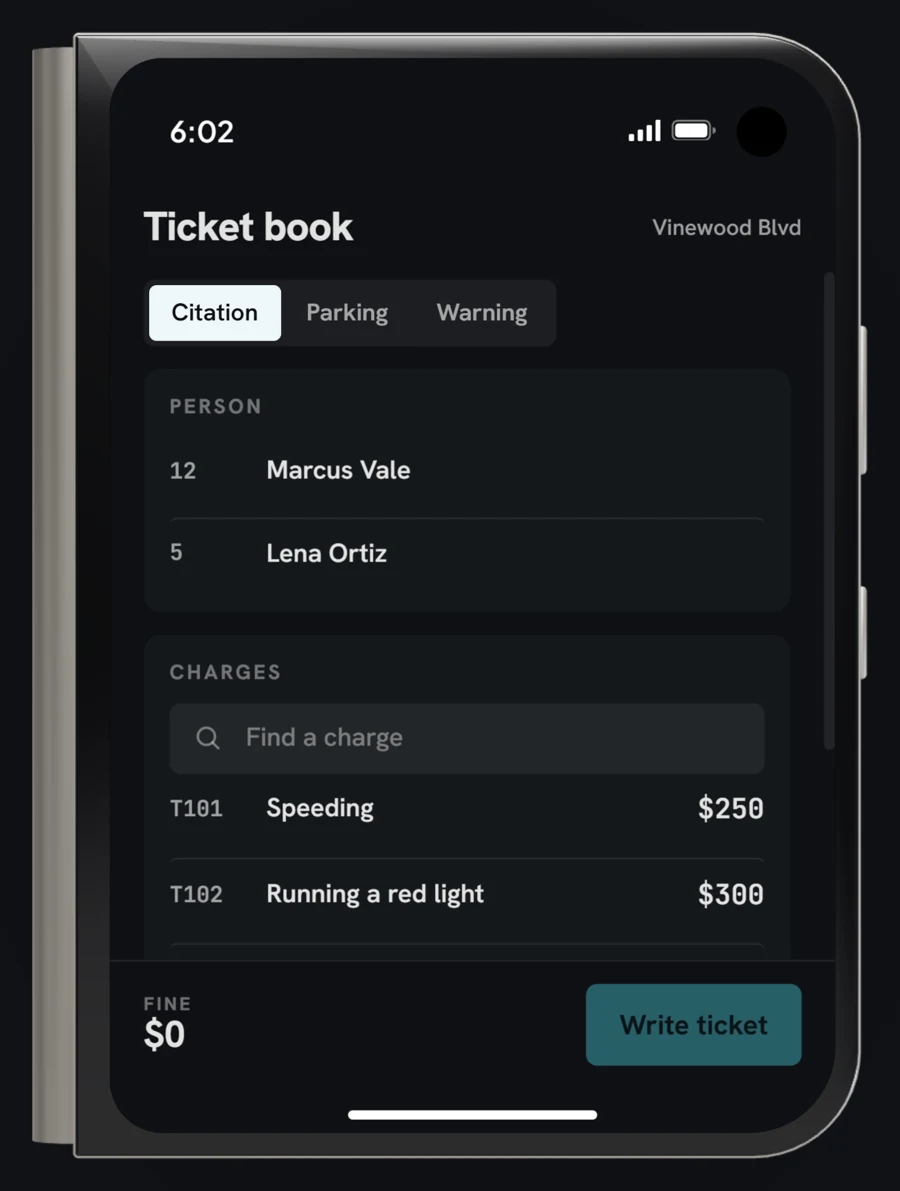 6:02
Ticket book
Vinewood Blvd
Citation Parking Warning
PERSON
12 Marcus Vale
5 Lena Ortiz
CHARGES
Find a charge
T101 Speeding $250
T102 Running a red light $300
FINE
$0
Write ticket